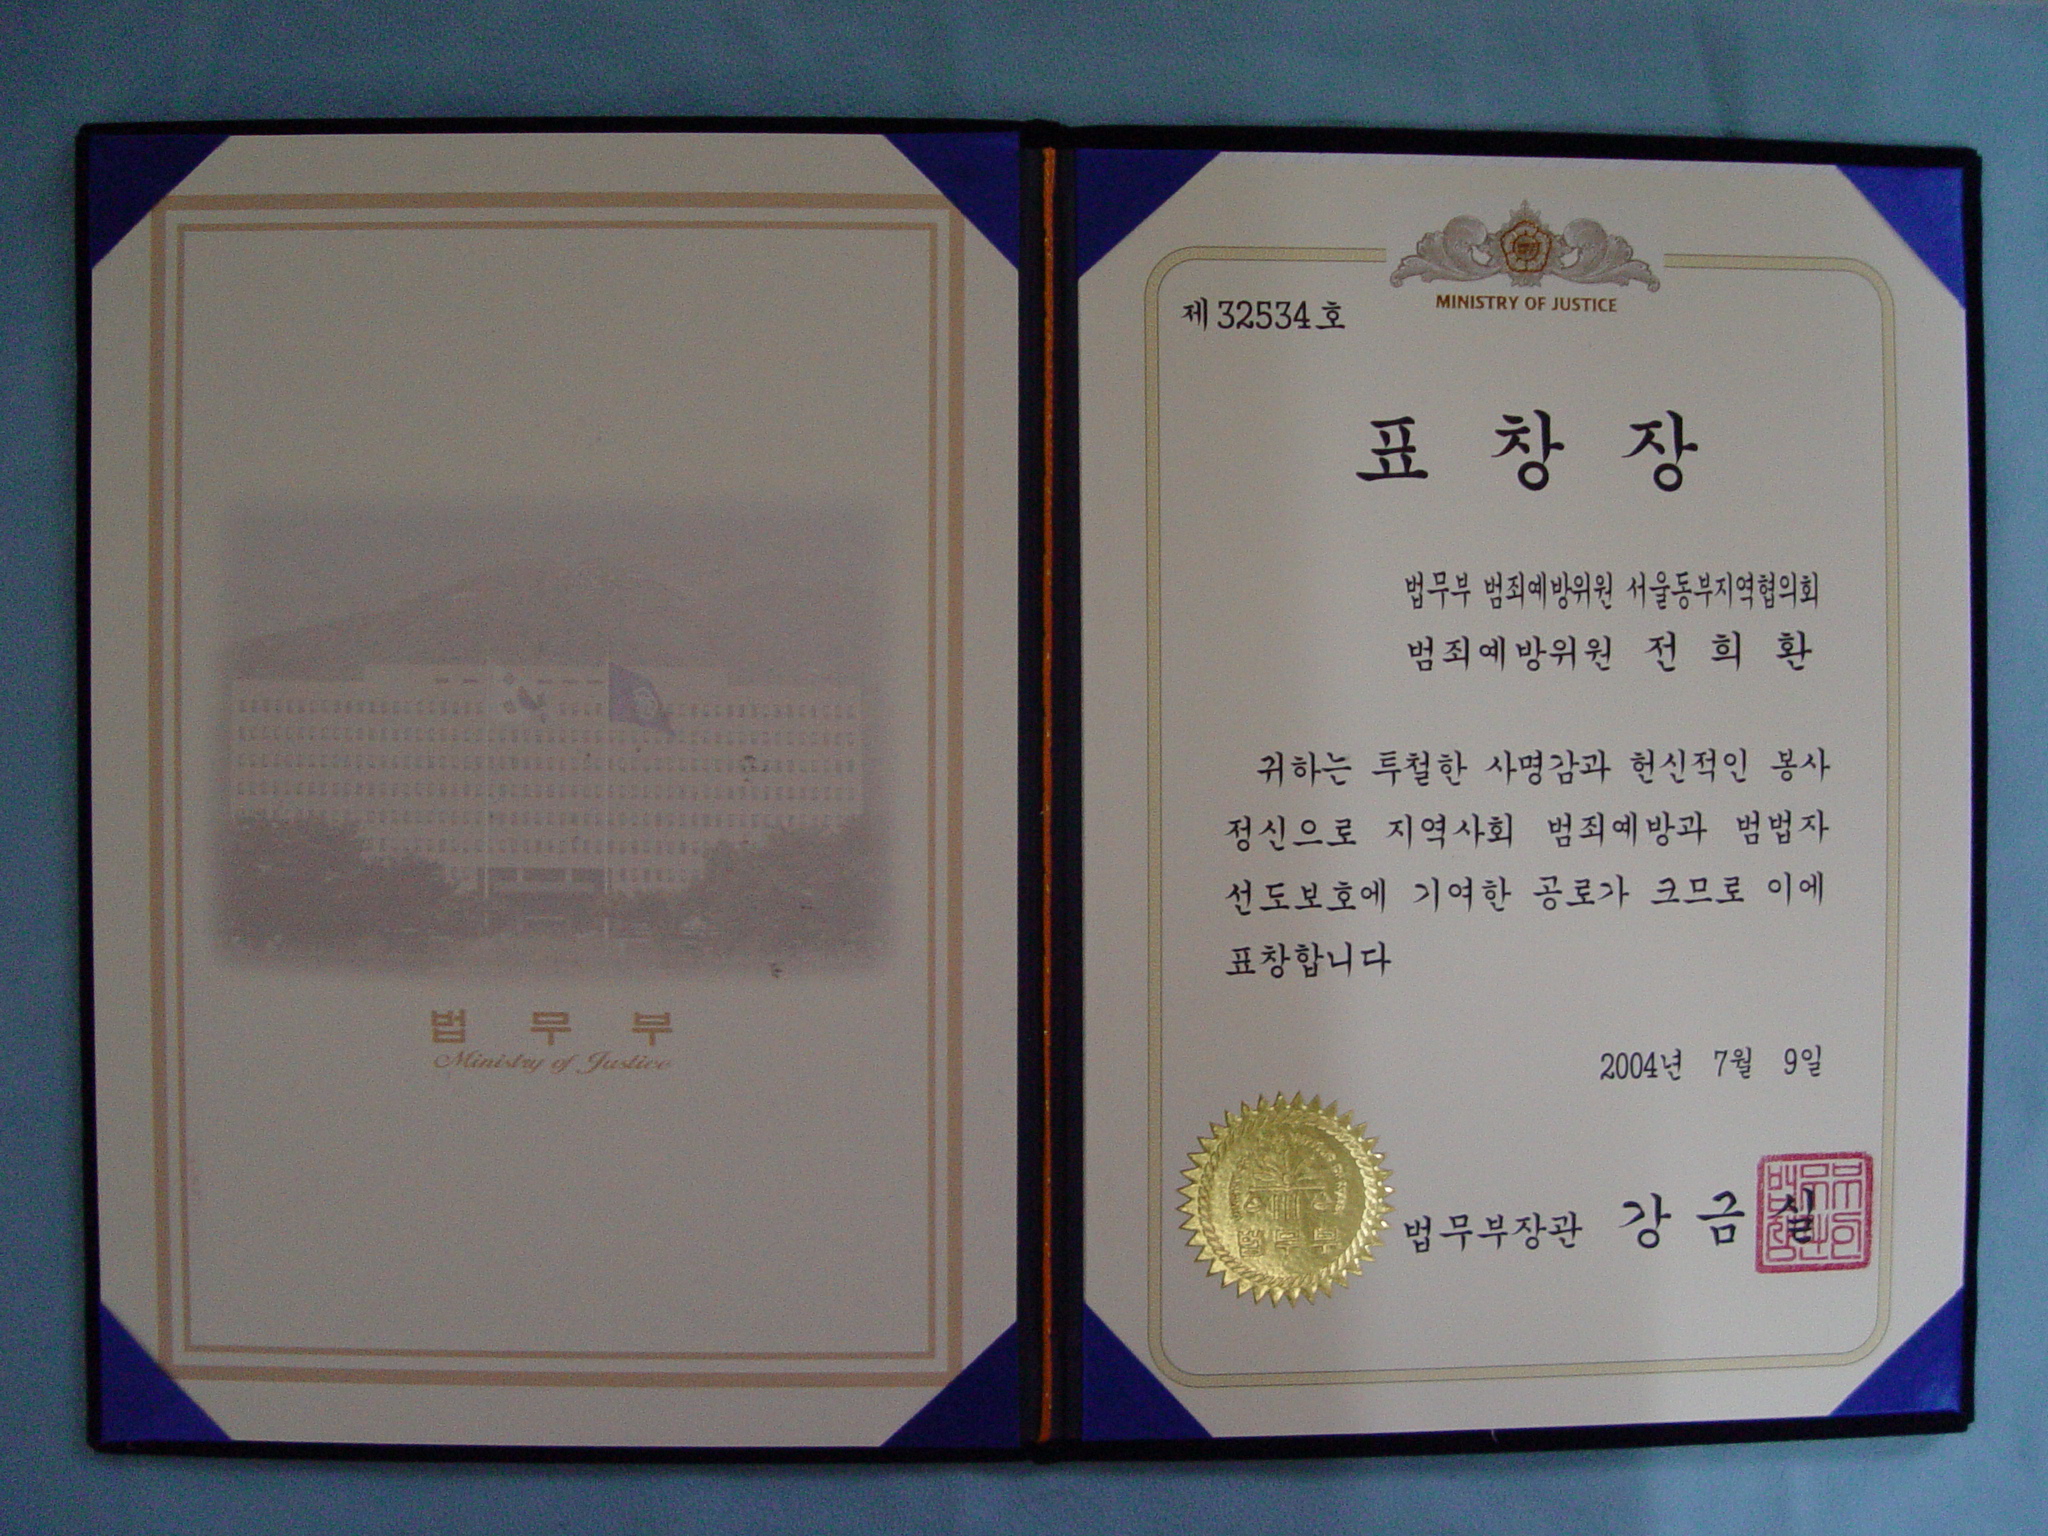 법 무 부
Ministry of Justice
MINISTRY OF JUSTICE
제 32534 호
표 창 장
법무부 범죄예방위원 서울동부지역협의회
범죄예방위원 전 희 환
귀하는 투철한 사명감과 헌신적인 봉사
정신으로 지역사회 범죄예방과 범법자
선도보호에 기여한 공로가 크므로 이에
표창합니다
2004년 7월 9일
법무부장관 강 금 실
법무부